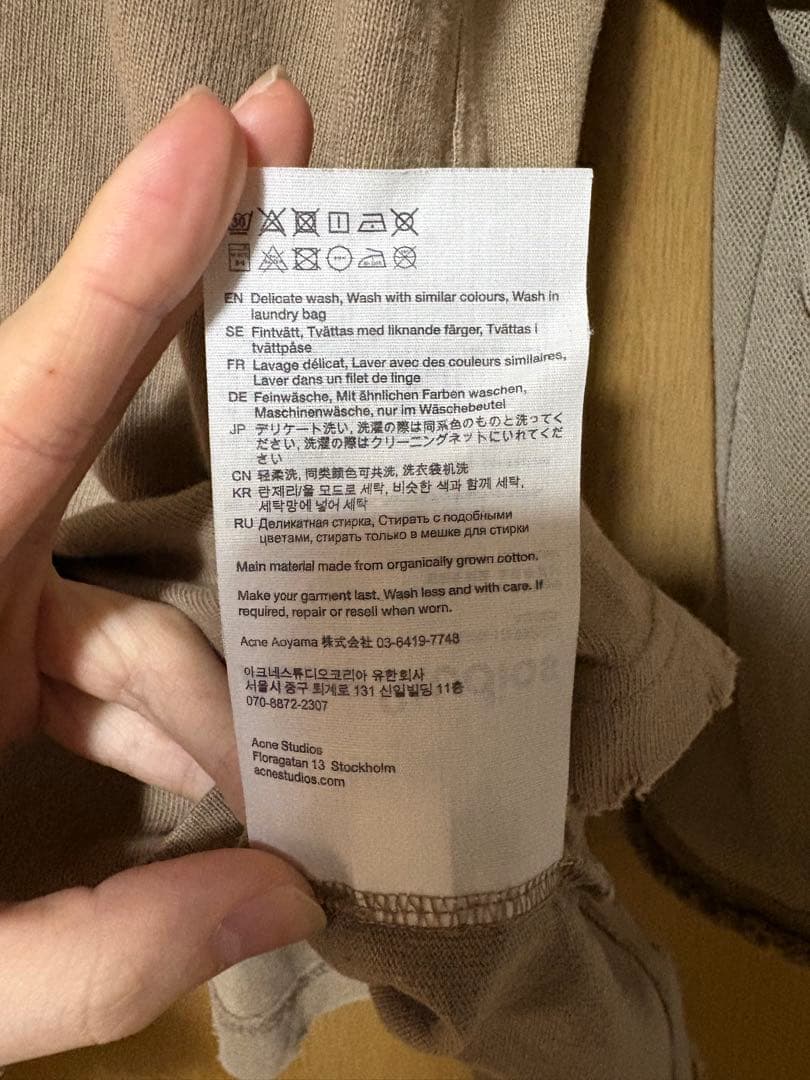 EN Delicate wash, Wash with similar colours, Wash in
laundry bag
SE Fintvätt, Tvättas med liknande färger, Tvättas i
tvättpåse
FR Lavage délicat, Laver avec des couleurs similaires,
Laver dans un filet de linge
DE Feinwäsche, Mit ähnlichen Farben waschen,
Maschinenwäsche, nur im Wäschebeutel
JP デリケート洗い, 洗濯の際は同系色のものと洗ってく
ださい, 洗濯の際はクリーニングネットにいれてくだ
さい
CN 轻柔洗, 同类颜色可共洗, 洗衣袋机洗
KR 란제리/울 모드로 세탁, 비슷한 색과 함께 세탁,
세탁망에 넣어 세탁
RU Деликатная стирка, Стирать с подобными
цветами, стирать только в мешке для стирки
Main material made from organically grown cotton.
Make your garment last. Wash less and with care. If
required, repair or resell when worn.
Acne Aoyama 株式会社 03-6419-7748
아크네스튜디오코리아 유한회사
서울시 중구 퇴계로 131 신일빌딩 11층
070-8872-2307
Acne Studios
Floragatan 13 Stockholm
acnestudios.com